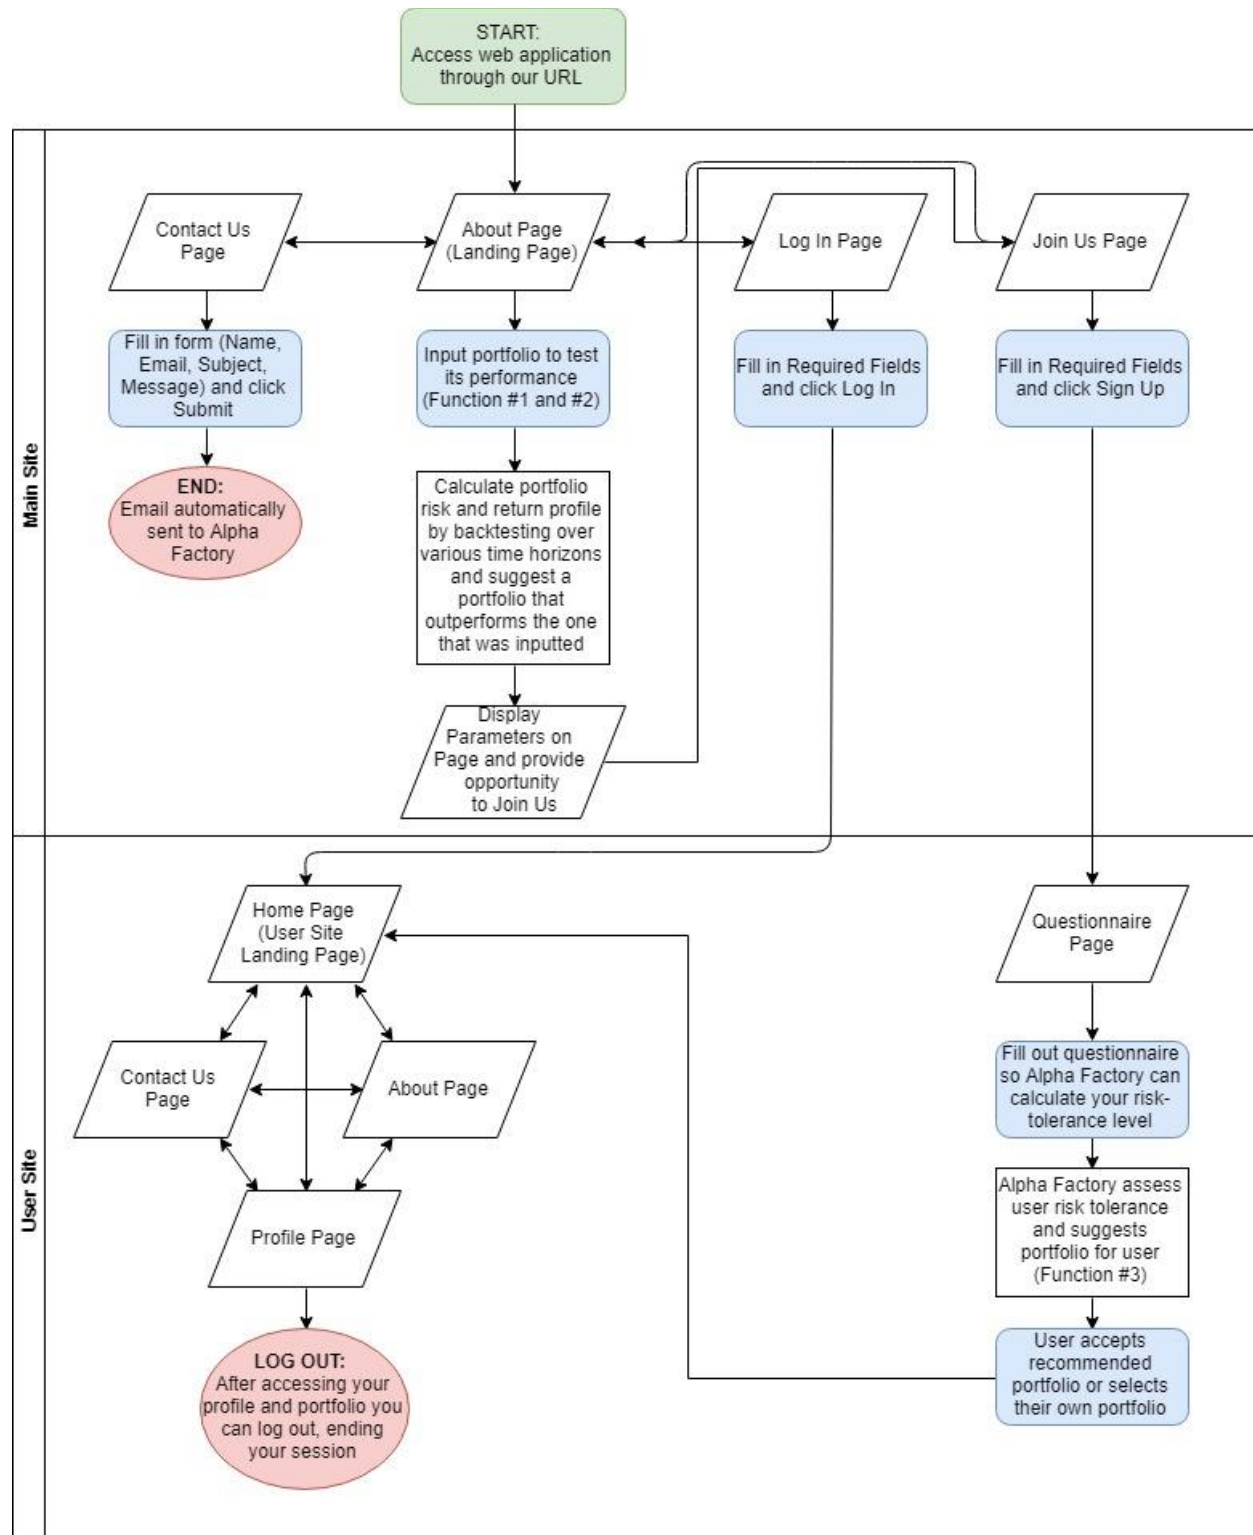 START:
Access web application
through our URL
Main Site
Contact Us
Page
About Page
(Landing Page)
Log In Page
Join Us Page
Fill in form (Name,
Email, Subject,
Message) and click
Submit
Input portfolio to test
its performance
(Function #1 and #2)
Fill in Required Fields
and click Log In
Fill in Required Fields
and click Sign Up
END:
Email automatically
sent to Alpha
Factory
Calculate portfolio
risk and return profile
by backtesting over
various time horizons
and suggest a
portfolio that
outperforms the one
that was inputted
Display
Parameters on
Page and provide
opportunity
to Join Us
User Site
Home Page
(User Site
Landing Page)
Questionnaire
Page
Contact Us
Page
About Page
Fill out questionnaire
so Alpha Factory can
calculate your risk-
tolerance level
Profile Page
Alpha Factory assess
user risk tolerance
and suggests
portfolio for user
(Function #3)
LOG OUT:
After accessing your
profile and portfolio you
can log out, ending
your session
User accepts
recommended
portfolio or selects
their own portfolio